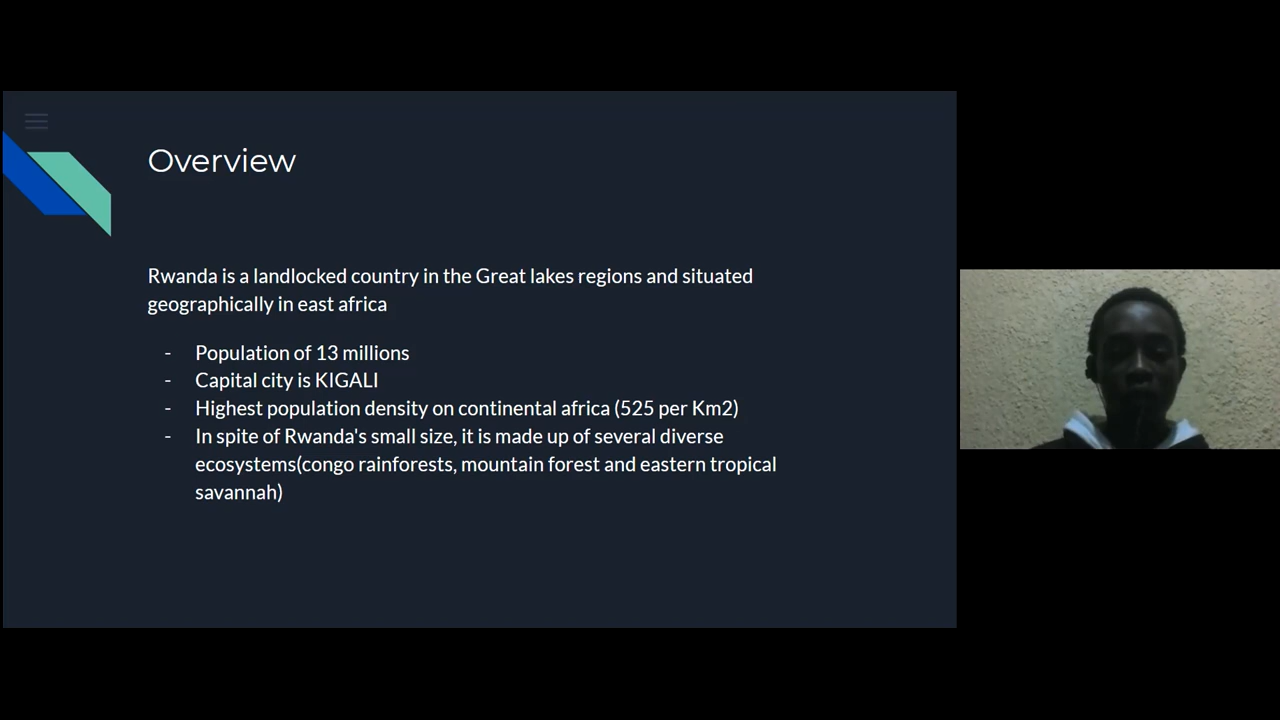 Overview
Rwanda is a landlocked country in the Great lakes regions and situated
geographically in east africa
- Population of 13 millions
- Capital city is KIGALI
- Highest population density on continental africa (525 per Km2)
- In spite of Rwanda's small size, it is made up of several diverse
ecosystems(congo rainforests, mountain forest and eastern tropical
savannah)